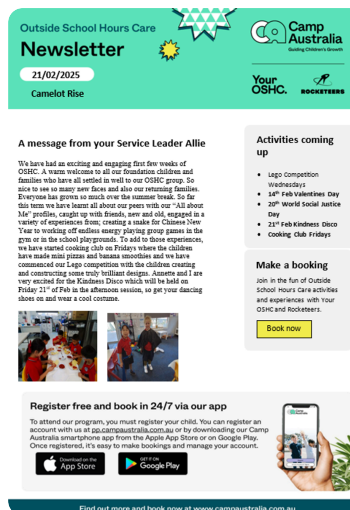 Outside School Hours Care
Newsletter
21/02/2025
Camelot Rise
Camp
Australia
Guiding Children's Growth
Your
OSHC.
ROCKETEERS
A message from your Service Leader Allie
We have had an exciting and engaging first few weeks of
OSHC. A warm welcome to all our foundation children and
families who have all settled in well to our OSHC group. So
nice to see so many new faces and also our returning families.
Everyone has grown so much over the summer break. So far
this term we have learnt all about our peers with our "All about
Me" profiles, caught up with friends, new and old, engaged in a
variety of experiences from; creating a snake for Chinese New
Year to working off endless energy playing group games in the
gym or in the school playgrounds. To add to those experiences,
we have started cooking club on Fridays where the children
have made mini pizzas and banana smoothies and we have
commenced our Lego competition with the children creating
and constructing some truly brilliant designs. Annette and I are
very excited for the Kindness Disco which will be held on
Friday 21st of Feb in the afternoon session, so get your dancing
shoes on and wear a cool costume.
Activities coming
up
• Lego Competition
Wednesdays
• 14th Feb Valentines Day
• 20th World Social Justice
Day
• 21st Feb Kindness Disco
• Cooking Club Fridays
Make a booking
Join in the fun of Outside
School Hours Care activities
and experiences with Your
OSHC and Rocketeers.
Book now
Register free and book in 24/7 via our app
To attend our program, you must register your child. You can register an
account with us at pp.campaustralia.com.au or by downloading our Camp
Australia smartphone app from the Apple App Store or on Google Play.
Once registered, it's easy to make bookings and manage your account.
Download on the
App Store
GET IT ON
Google Play
Find out more and book now at www.campaustralia.com.au